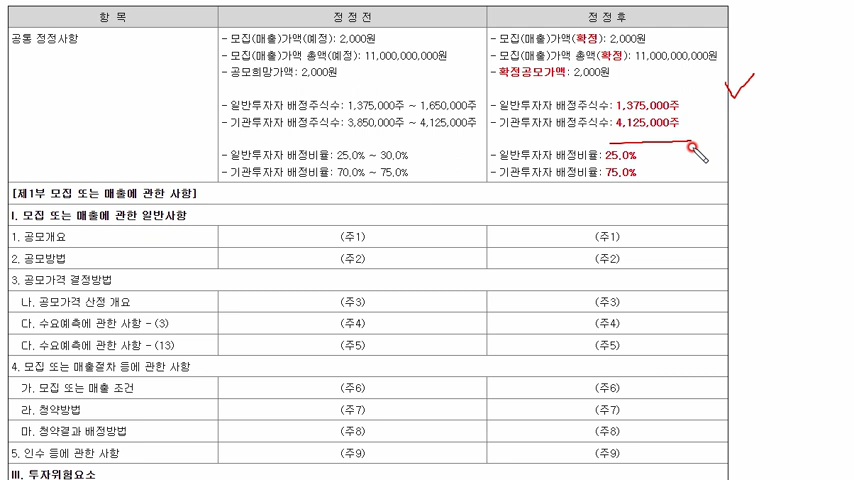 항 목 정 정 전 정 정 후
공통 정정사항 - 모집(매출)가액(예정): 2,000원 - 모집(매출)가액(확정): 2,000원
- 모집(매출)가액 총액(예정): 11,000,000,000원 - 모집(매출)가액 총액(확정): 11,000,000,000원
- 공모희망가액: 2,000원 - 확정공모가액: 2,000원
- 일반투자자 배정주식수: 1,375,000주 ~ 1,650,000주 - 일반투자자 배정주식수: 1,375,000주
- 기관투자자 배정주식수: 3,850,000주 ~ 4,125,000주 - 기관투자자 배정주식수: 4,125,000주
- 일반투자자 배정비율: 25.0% ~ 30.0% - 일반투자자 배정비율: 25.0%
- 기관투자자 배정비율: 70.0% ~ 75.0% - 기관투자자 배정비율: 75.0%
[제1부 모집 또는 매출에 관한 사항]
I. 모집 또는 매출에 관한 일반사항
1. 공모개요 (주1) (주1)
2. 공모방법 (주2) (주2)
3. 공모가격 결정방법
나. 공모가격 산정 개요 (주3) (주3)
다. 수요예측에 관한 사항 - (3) (주4) (주4)
다. 수요예측에 관한 사항 - (13) (주5) (주5)
4. 모집 또는 매출절차 등에 관한 사항
가. 모집 또는 매출 조건 (주6) (주6)
라. 청약방법 (주7) (주7)
마. 청약결과 배정방법 (주8) (주8)
5. 인수 등에 관한 사항 (주9) (주9)
III. 투자위험요소